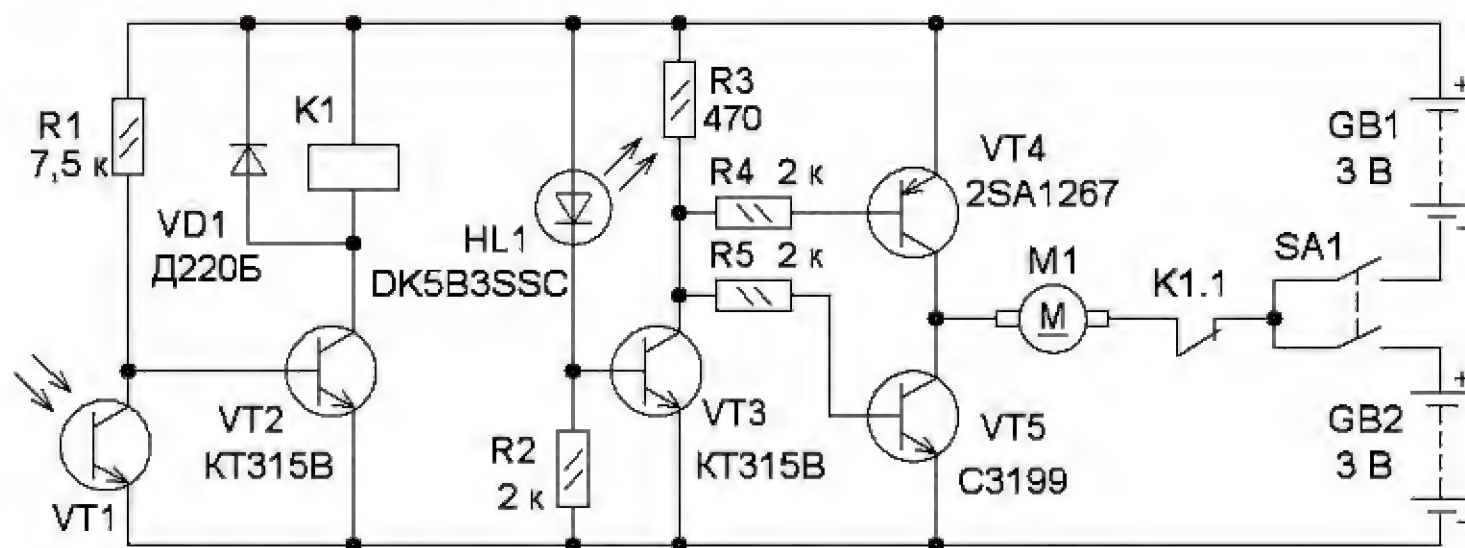 R1
7,5 к
VD1
Д220Б
K1
VT1
VT2
КТ315В
HL1
DK5B3SSC
R2
2 к
R3
470
R4 2 к
R5 2 к
VT3
КТ315В
VT4
2SA1267
VT5
C3199
M1
M
K1.1
SA1
+
GB1
3 В
-
+
GB2
3 В
-